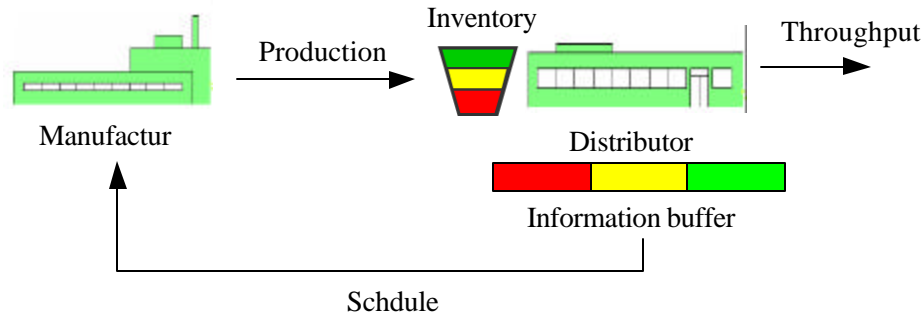 Inventory
Throughput
Production
Manufactur
Distributor
Information buffer
Schdule